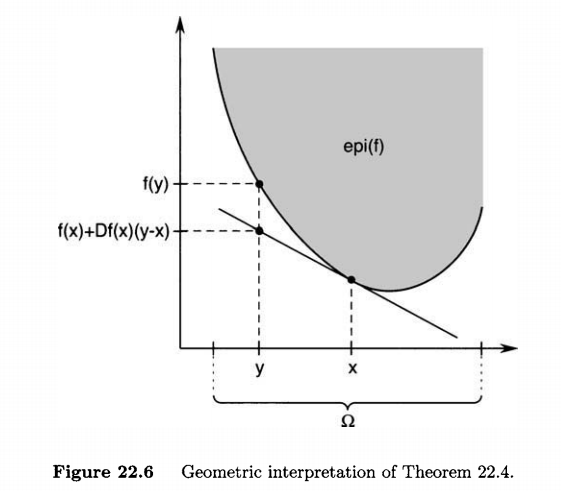 epi(f)
f(y)
f(x)+Df(x)(y-x)
y
x
Ω
Figure 22.6 Geometric interpretation of Theorem 22.4.